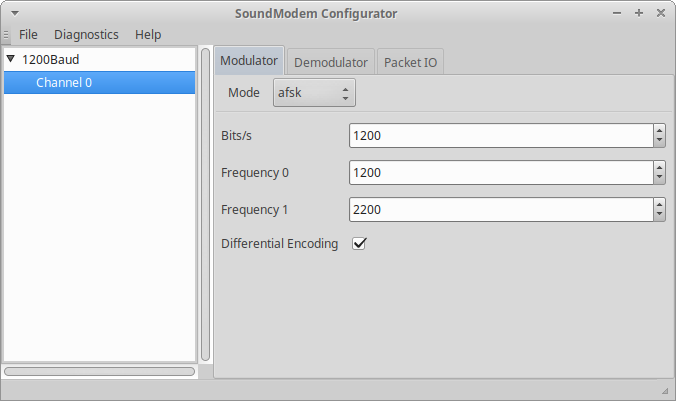 SoundModem Configurator
File Diagnostics Help
1200Baud
Channel 0
Modulator Demodulator Packet IO
Mode afsk
Bits/s 1200
Frequency 0 1200
Frequency 1 2200
Differential Encoding